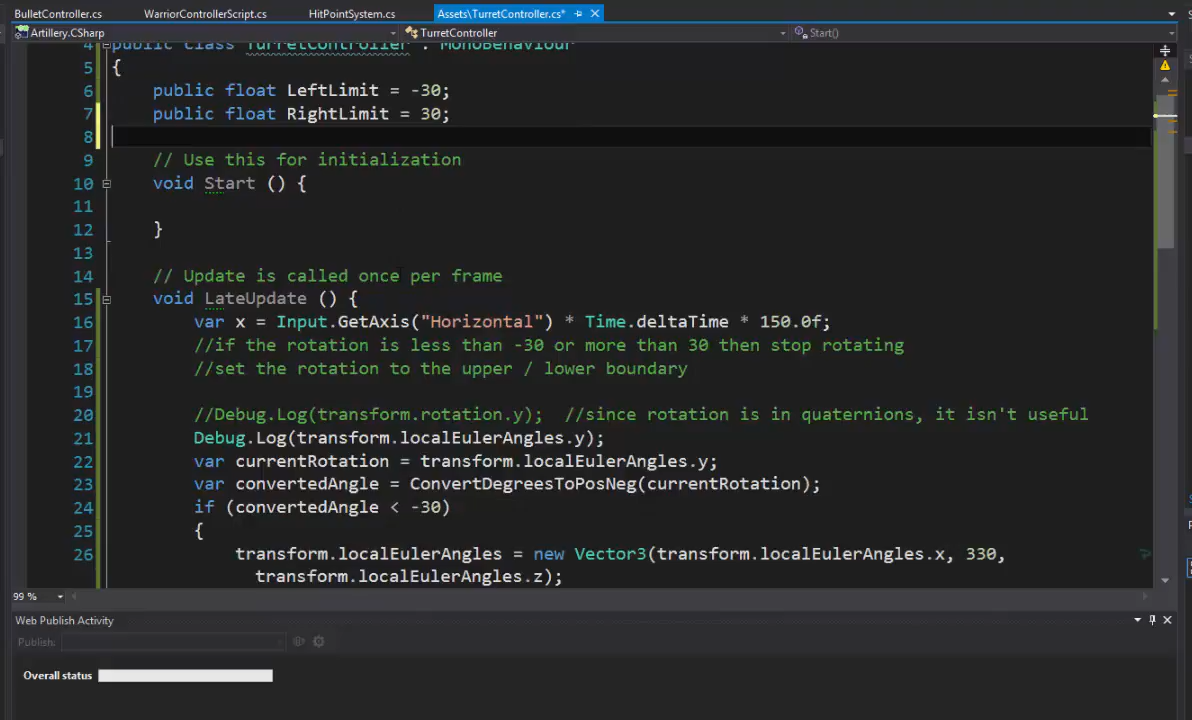 BulletController.cs WarriorControllerScript.cs HitPointSystem.cs Assets\TurretController.cs*
Artillery.CSharp TurretController Start()
4 public class TurretController : MonoBehaviour
5 {
6 public float LeftLimit = -30;
7 public float RightLimit = 30;
8
9 // Use this for initialization
10 void Start () {
11
12 }
13
14 // Update is called once per frame
15 void LateUpdate () {
16 var x = Input.GetAxis("Horizontal") * Time.deltaTime * 150.0f;
17 //if the rotation is less than -30 or more than 30 then stop rotating
18 //set the rotation to the upper / lower boundary
19
20 //Debug.Log(transform.rotation.y); //since rotation is in quaternions, it isn't useful
21 Debug.Log(transform.localEulerAngles.y);
22 var currentRotation = transform.localEulerAngles.y;
23 var convertedAngle = ConvertDegreesToPosNeg(currentRotation);
24 if (convertedAngle < -30)
25 {
26 transform.localEulerAngles = new Vector3(transform.localEulerAngles.x, 330,
transform.localEulerAngles.z);
99 %
Web Publish Activity
Publish:
Overall status